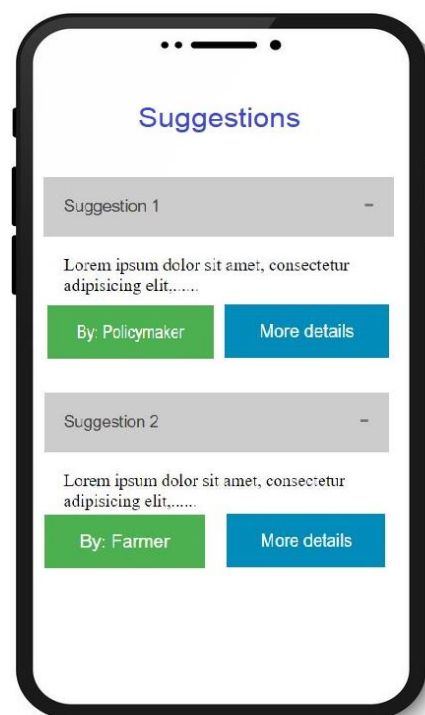 Suggestions
Suggestion 1 -
Lorem ipsum dolor sit amet, consectetur
adipisicing elit,......
By: Policymaker More details
Suggestion 2 -
Lorem ipsum dolor sit amet, consectetur
adipisicing elit,......
By: Farmer More details